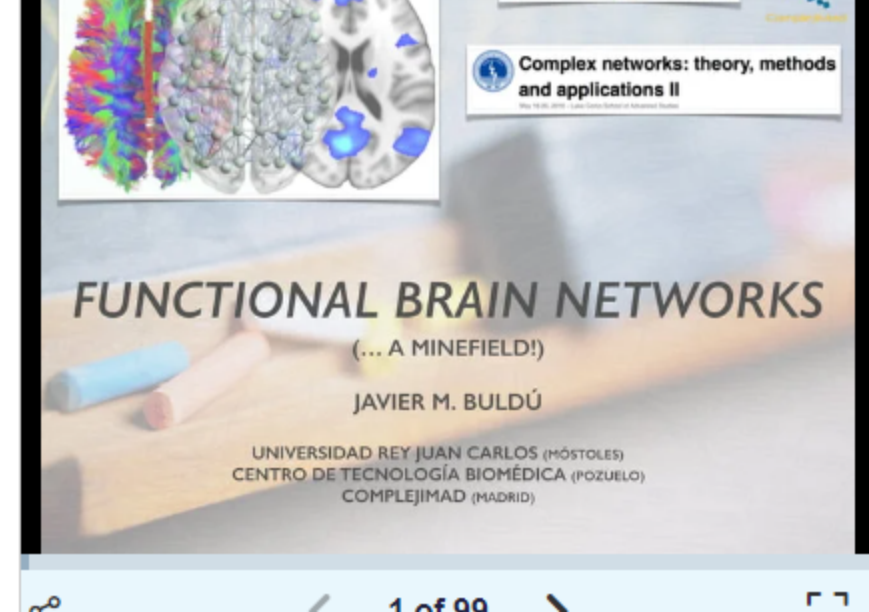 Complex networks: theory, methods
and applications II
FUNCTIONAL BRAIN NETWORKS
(... A MINEFIELD!)
JAVIER M. BULDÚ
UNIVERSIDAD REY JUAN CARLOS (MÓSTOLES)
CENTRO DE TECNOLOGÍA BIOMÉDICA (POZUELO)
COMPLEJIMAD (MADRID)
1 of 99